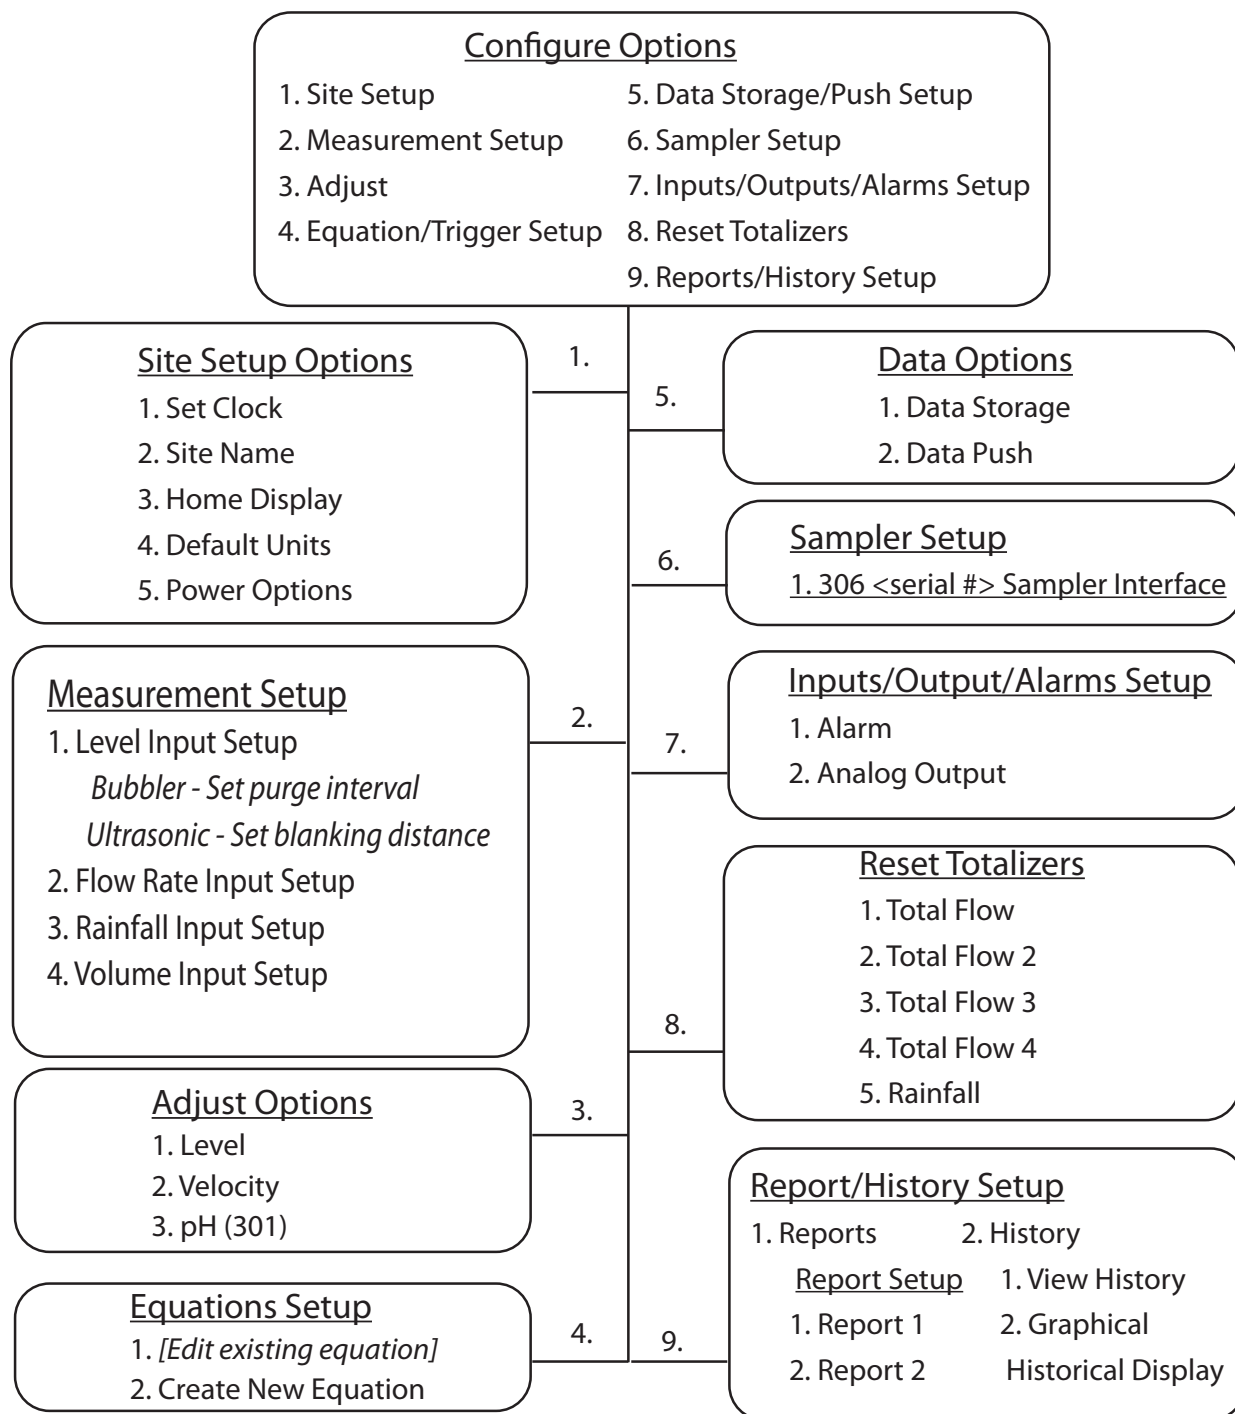 Configure Options
1. Site Setup
2. Measurement Setup
3. Adjust
4. Equation/Trigger Setup
5. Data Storage/Push Setup
6. Sampler Setup
7. Inputs/Outputs/Alarms Setup
8. Reset Totalizers
9. Reports/History Setup
1.
Site Setup Options
1. Set Clock
2. Site Name
3. Home Display
4. Default Units
5. Power Options
2.
Measurement Setup
1. Level Input Setup
Bubbler - Set purge interval
Ultrasonic - Set blanking distance
2. Flow Rate Input Setup
3. Rainfall Input Setup
4. Volume Input Setup
3.
Adjust Options
1. Level
2. Velocity
3. pH (301)
4.
Equations Setup
1. [Edit existing equation]
2. Create New Equation
5.
Data Options
1. Data Storage
2. Data Push
6.
Sampler Setup
1. 306 <serial #> Sampler Interface
7.
Inputs/Output/Alarms Setup
1. Alarm
2. Analog Output
8.
Reset Totalizers
1. Total Flow
2. Total Flow 2
3. Total Flow 3
4. Total Flow 4
5. Rainfall
9.
Report/History Setup
1. Reports
Report Setup
1. Report 1
2. Report 2
2. History
1. View History
2. Graphical
Historical Display